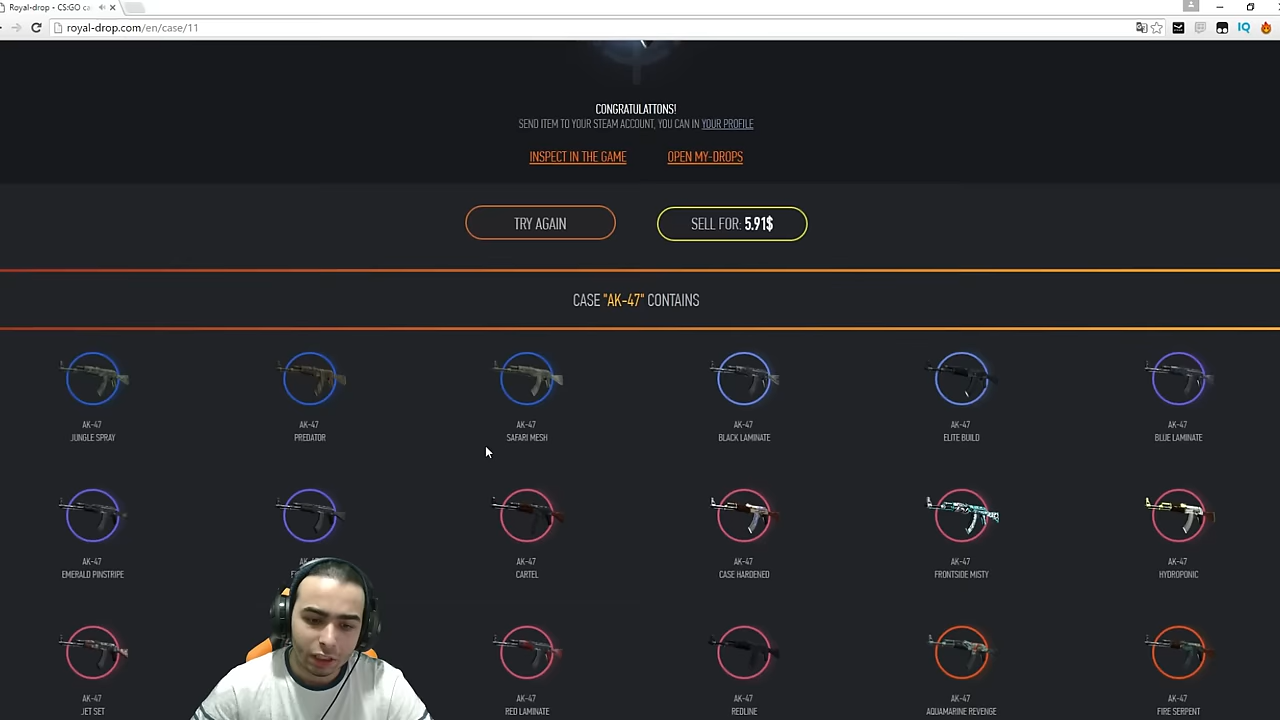 Royal-drop - CS:GO ca
royal-drop.com/en/case/11
IQ
CONGRATULATTONS!
SEND ITEM TO YOUR STEAM ACCOUNT, YOU CAN IN YOUR PROFILE
INSPECT IN THE GAME
OPEN MY-DROPS
TRY AGAIN
SELL FOR: 5.91$
CASE "AK-47" CONTAINS
AK-47
JUNGLE SPRAY
AK-47
PREDATOR
AK-47
SAFARI MESH
AK-47
BLACK LAMINATE
AK-47
ELITE BUILD
AK-47
BLUE LAMINATE
AK-47
EMERALD PINSTRIPE
AK-47
CARTEL
AK-47
CASE HARDENED
AK-47
FRONTSIDE MISTY
AK-47
HYDROPONIC
AK-47
JET SET
AK-47
RED LAMINATE
AK-47
REDLINE
AK-47
AQUAMARINE REVENGE
AK-47
FIRE SERPENT